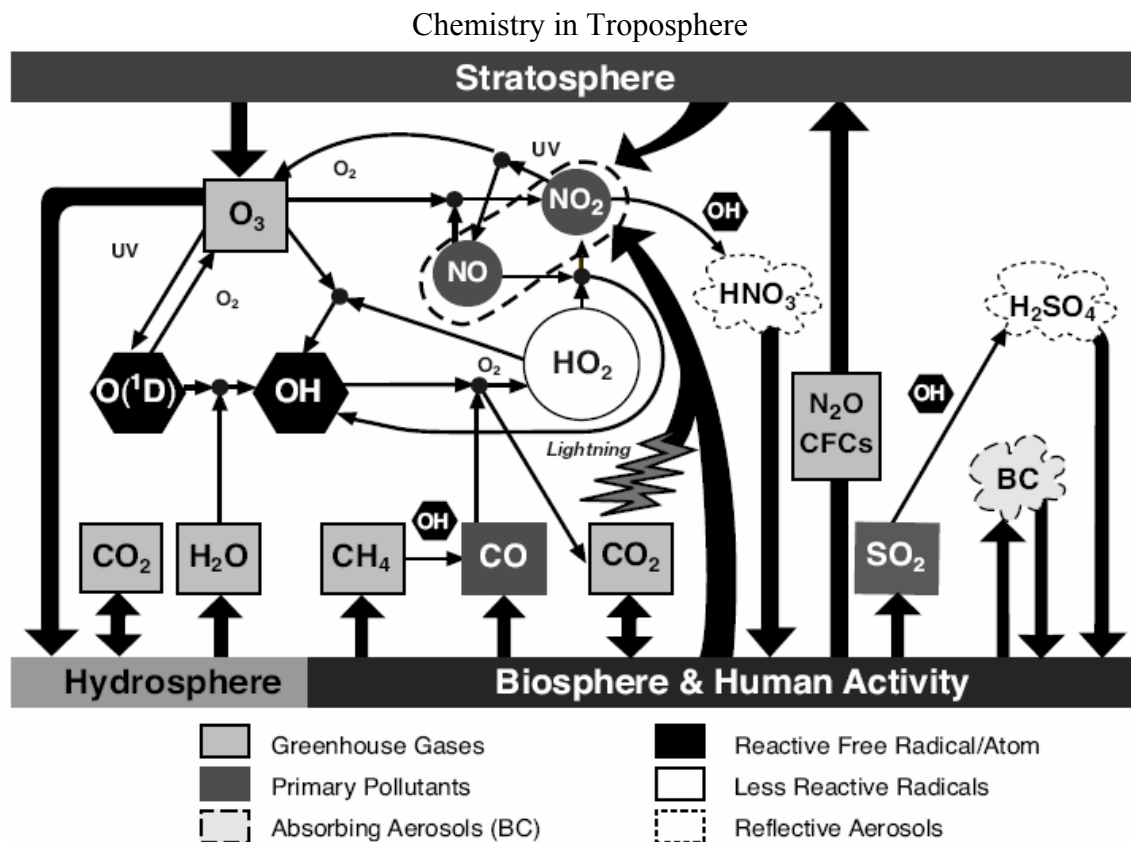 Chemistry in Troposphere
Stratosphere
UV
O₂
NO₂
OH
O₃
UV
NO
HNO₃
H₂SO₄
O₂
HO₂
O₂
O(¹D)
OH
N₂O
CFCs
OH
Lightning
BC
OH
CO₂
H₂O
CH₄
CO
CO₂
SO₂
Hydrosphere
Biosphere & Human Activity
Greenhouse Gases
Reactive Free Radical/Atom
Primary Pollutants
Less Reactive Radicals
Absorbing Aerosols (BC)
Reflective Aerosols